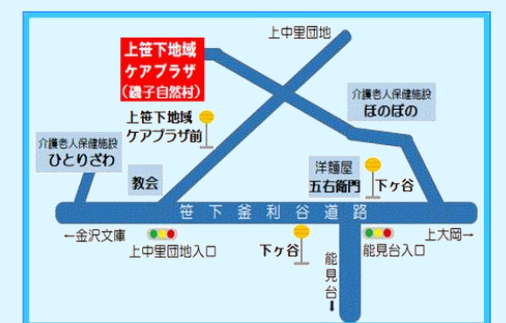 上中里団地
上笹下地域
ケアプラザ
(磯子自然村)
介護老人保健施設
ほのぼの
上笹下地域
ケアプラザ前
介護老人保健施設
ひとりざわ
教会
洋麺屋
五右衛門
下ヶ谷
笹下釜利谷道路
←金沢文庫
上中里団地入口
下ヶ谷
能見台↓
能見台入口
上大岡→